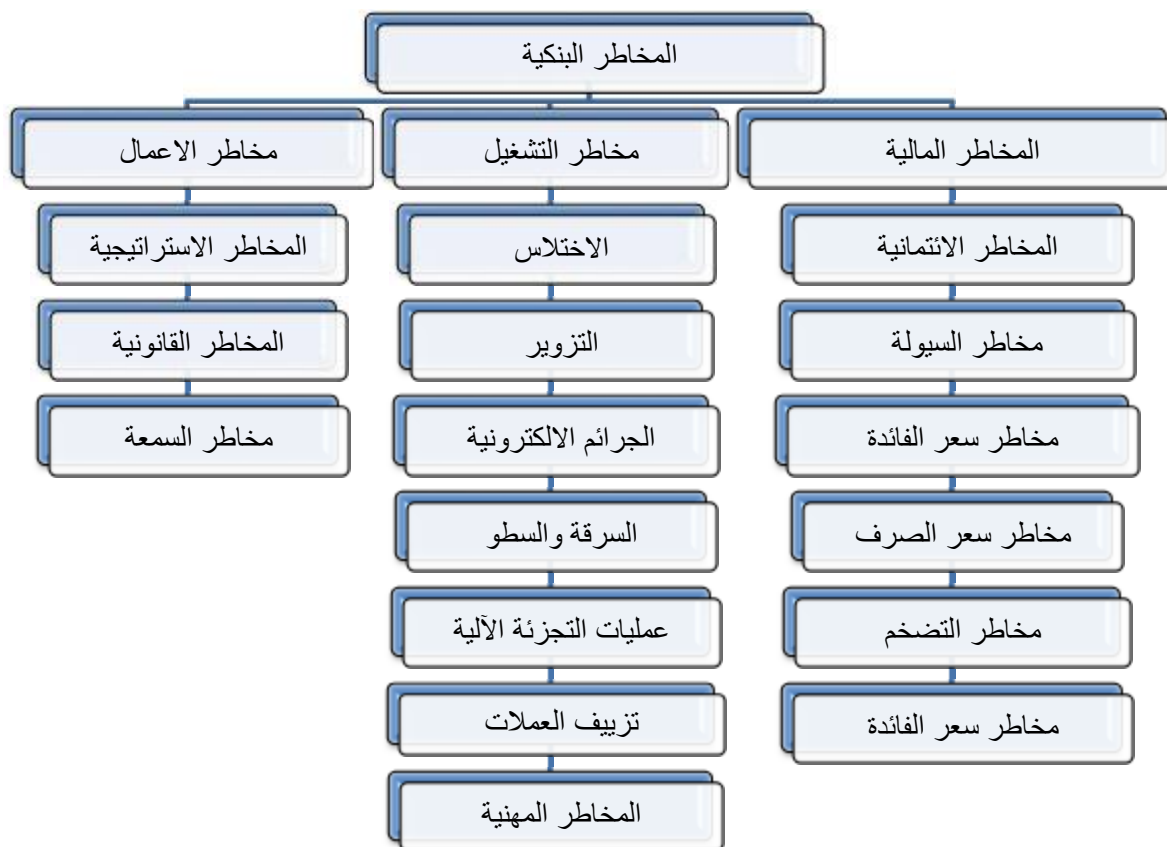 المخاطر البنكية
المخاطر المالية
المخاطر الائتمانية
مخاطر السيولة
مخاطر سعر الفائدة
مخاطر سعر الصرف
مخاطر التضخم
مخاطر سعر الفائدة
مخاطر التشغيل
الاختلاس
التزوير
الجرائم الالكترونية
السرقة والسطو
عمليات التجزئة الآلية
تزييف العملات
المخاطر المهنية
مخاطر الاعمال
المخاطر الاستراتيجية
المخاطر القانونية
مخاطر السمعة